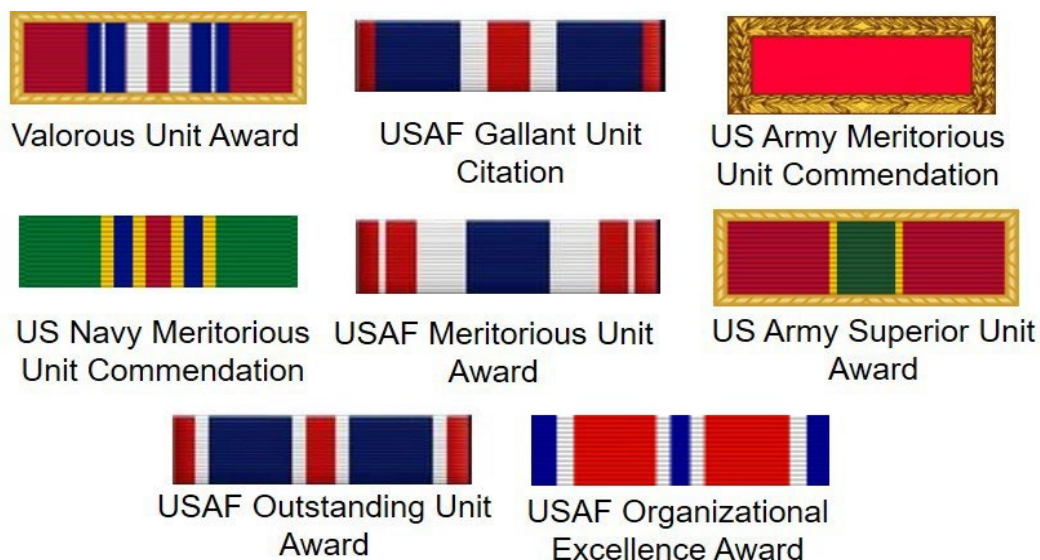 Valorous Unit Award
USAF Gallant Unit
Citation
US Army Meritorious
Unit Commendation
US Navy Meritorious
Unit Commendation
USAF Meritorious Unit
Award
US Army Superior Unit
Award
USAF Outstanding Unit
Award
USAF Organizational
Excellence Award